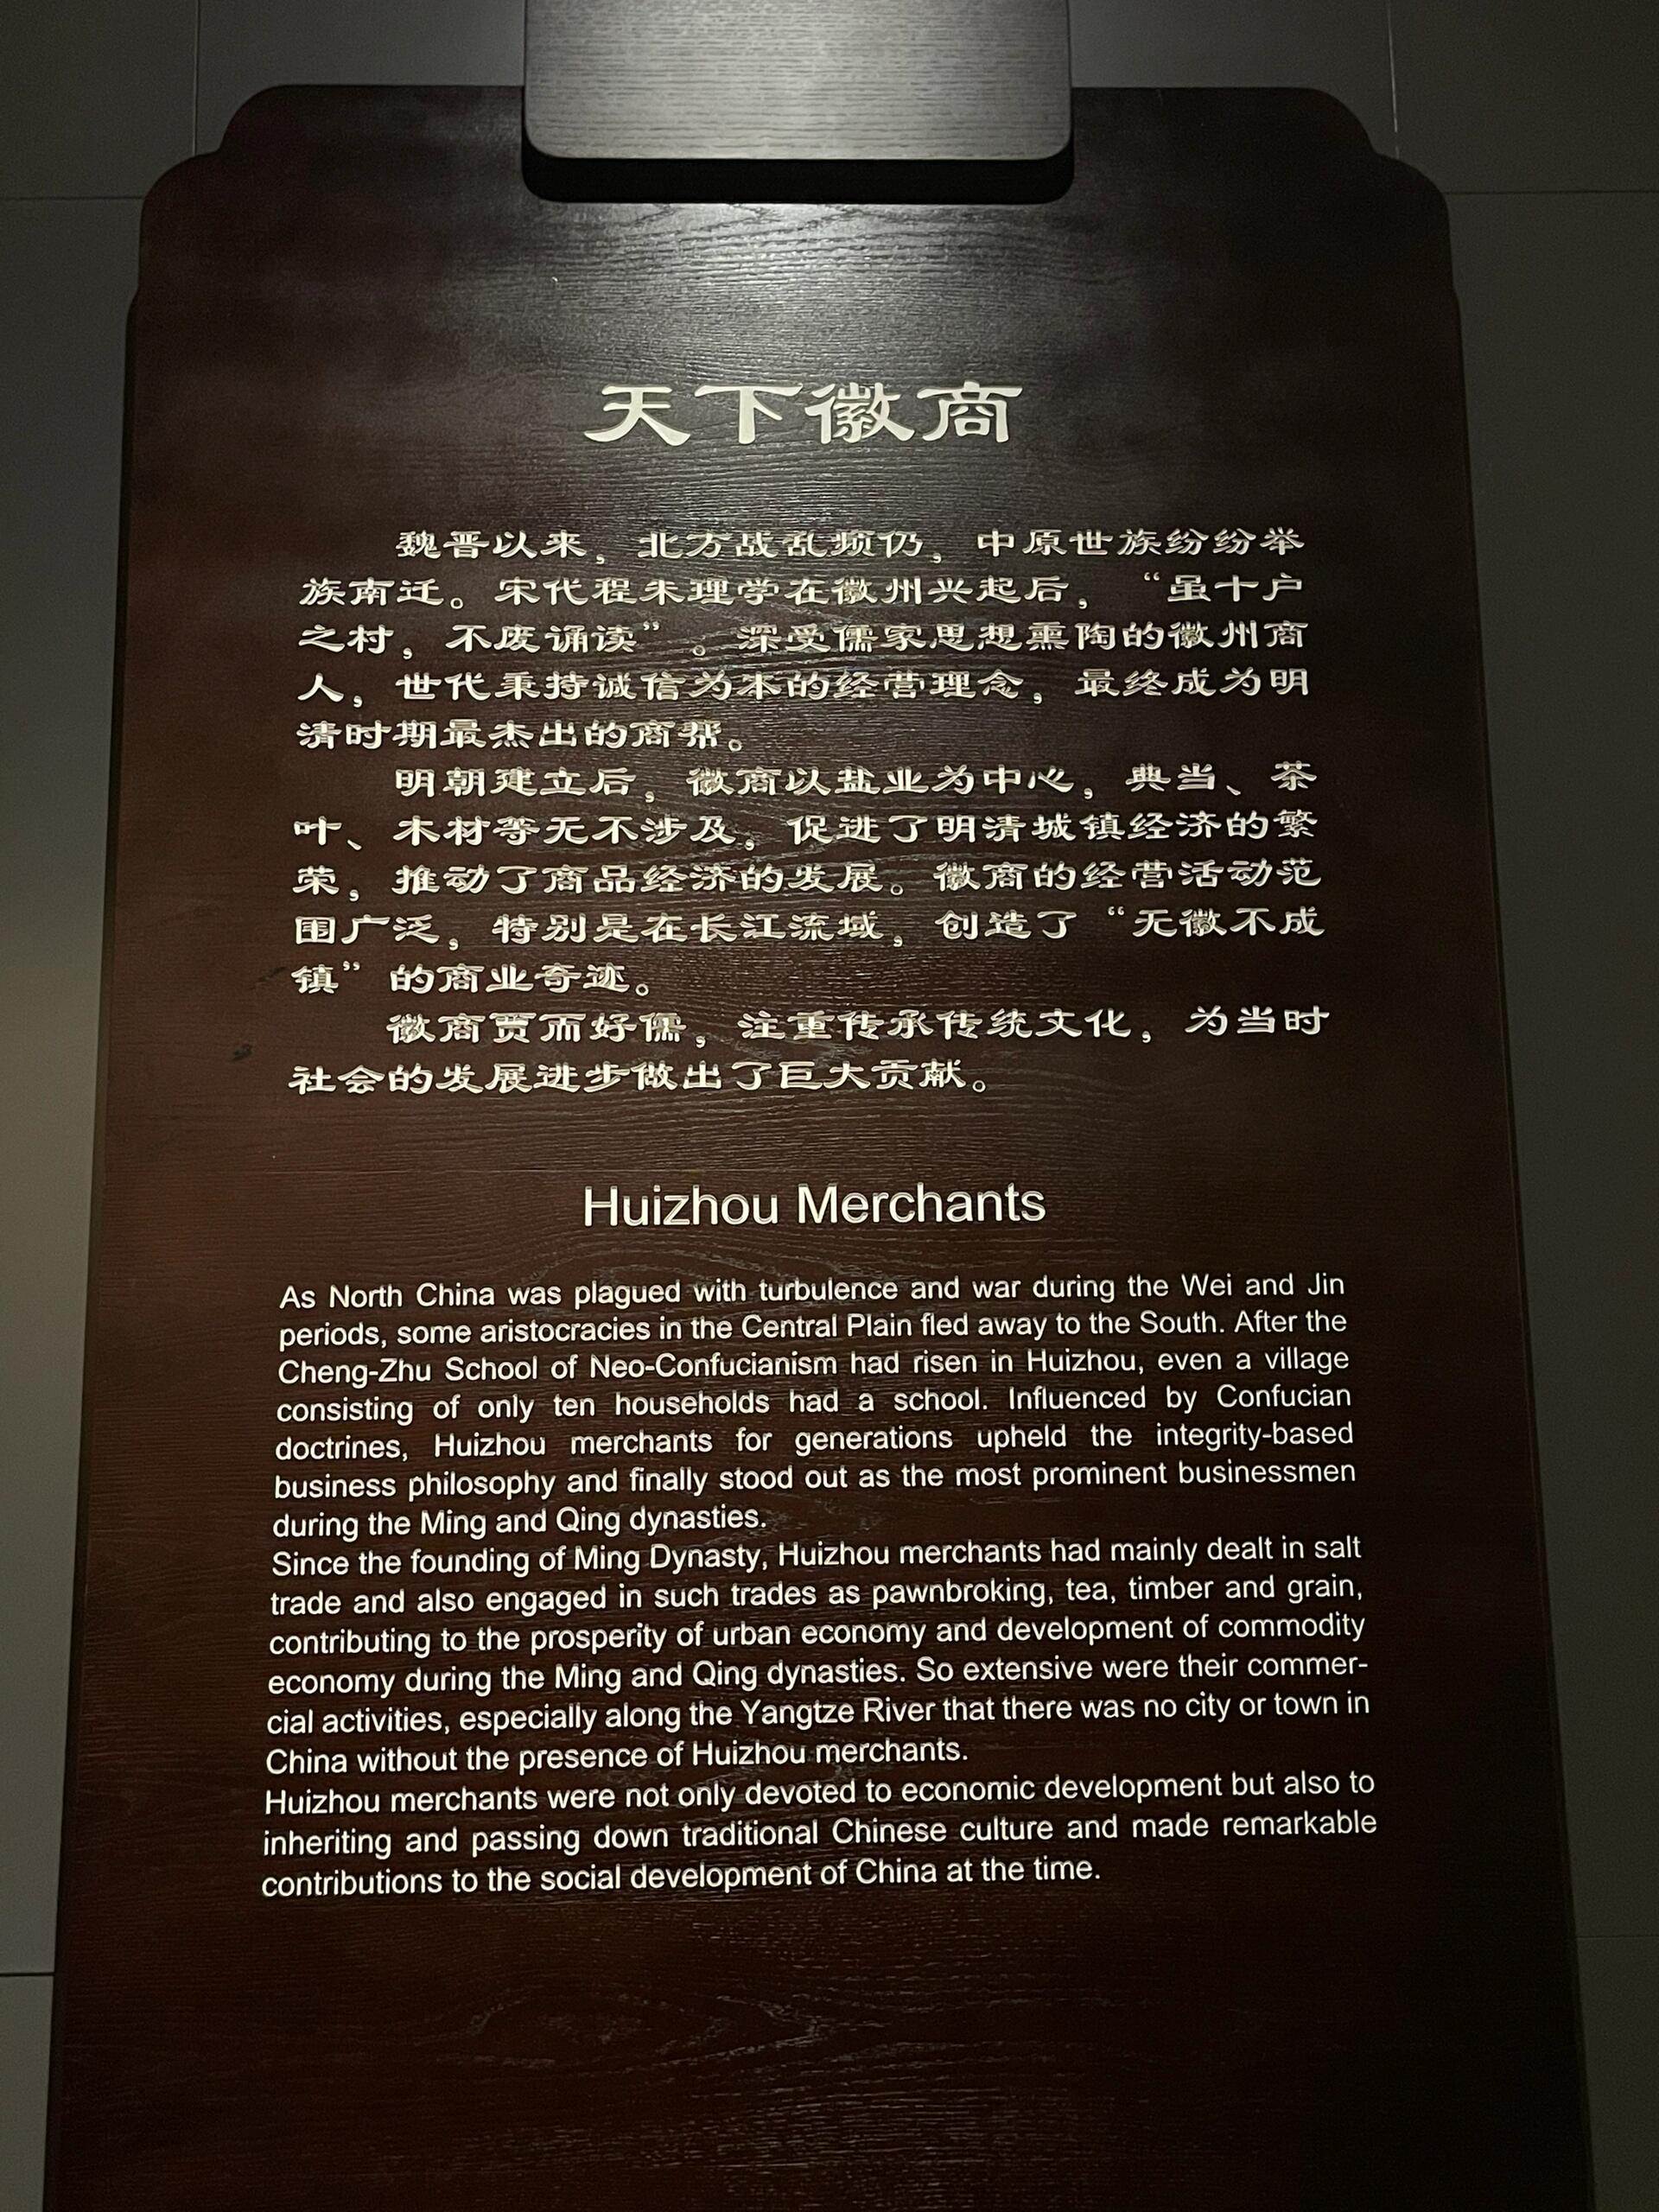 天下徽商
魏晋以来，北方战乱频仍，中原世族纷纷举
族南迁。宋代程朱理学在徽州兴起后，“虽十户
之村，不废诵读”。深受儒家思想熏陶的徽州商
人，世代秉持诚信为本的经营理念，最终成为明
清时期最杰出的商帮。
明朝建立后，徽商以盐业为中心，典当、茶
叶、木材等无不涉及，促进了明清城镇经济的繁
荣，推动了商品经济的发展。徽商的经营活动范
围广泛，特别是在长江流域，创造了“无徽不成
镇”的商业奇迹。
徽商贾而好儒，注重传承传统文化，为当时
社会的发展进步做出了巨大贡献。
Huizhou Merchants
As North China was plagued with turbulence and war during the Wei and Jin
periods, some aristocracies in the Central Plain fled away to the South. After the
Cheng-Zhu School of Neo-Confucianism had risen in Huizhou, even a village
consisting of only ten households had a school. Influenced by Confucian
doctrines, Huizhou merchants for generations upheld the integrity-based
business philosophy and finally stood out as the most prominent businessmen
during the Ming and Qing dynasties.
Since the founding of Ming Dynasty, Huizhou merchants had mainly dealt in salt
trade and also engaged in such trades as pawnbroking, tea, timber and grain,
contributing to the prosperity of urban economy and development of commodity
economy during the Ming and Qing dynasties. So extensive were their commer-
cial activities, especially along the Yangtze River that there was no city or town in
China without the presence of Huizhou merchants.
Huizhou merchants were not only devoted to economic development but also to
inheriting and passing down traditional Chinese culture and made remarkable
contributions to the social development of China at the time.